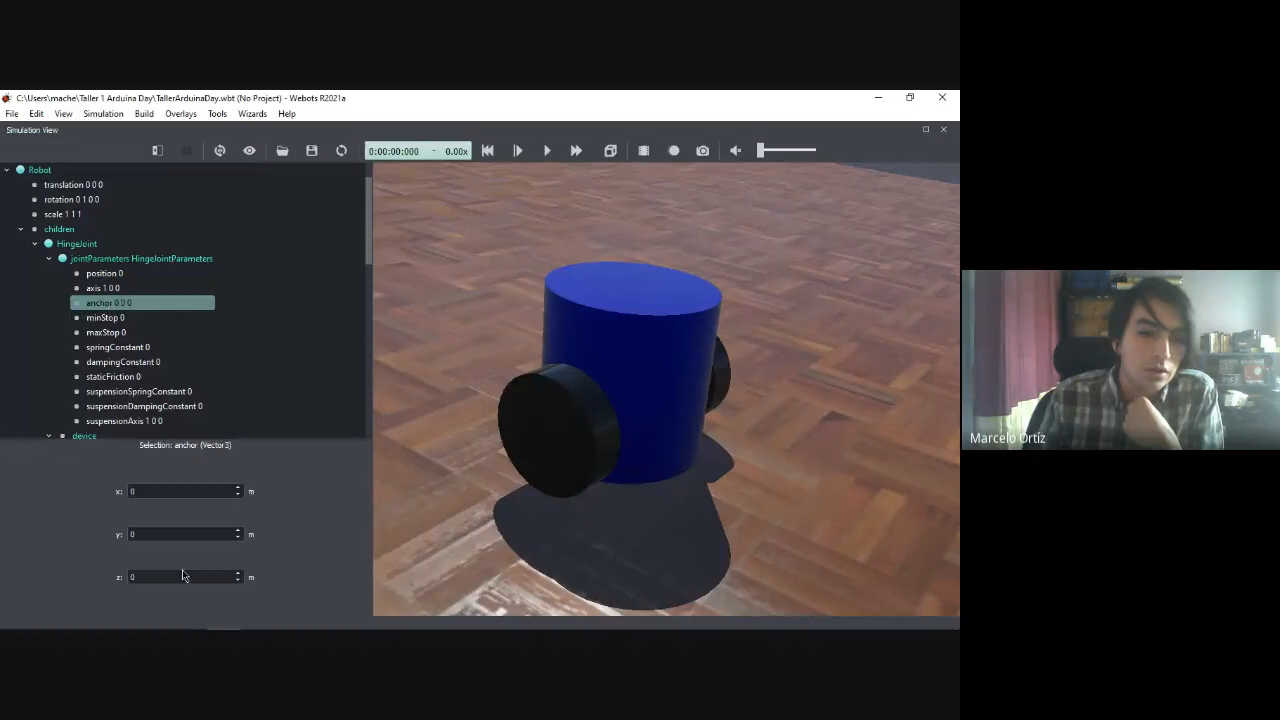 C:\Users\mache\Taller 1 Arduina Day\TallerArduinaDay.wbt (No Project) - Webots R2021a
File Edit View Simulation Build Overlays Tools Wizards Help
Simulation View
0:00:00:000 - 0.00x
Robot
translation 0 0 0
rotation 0 1 0 0
scale 1 1 1
children
HingeJoint
jointParameters HingeJointParameters
position 0
axis 1 0 0
anchor 0 0 0
minStop 0
maxStop 0
springConstant 0
dampingConstant 0
staticFriction 0
suspensionSpringConstant 0
suspensionDampingConstant 0
suspensionAxis 1 0 0
device
Selection: anchor (Vector3)
x: 0 m
y: 0 m
z: 0 m
Marcelo Ortíz